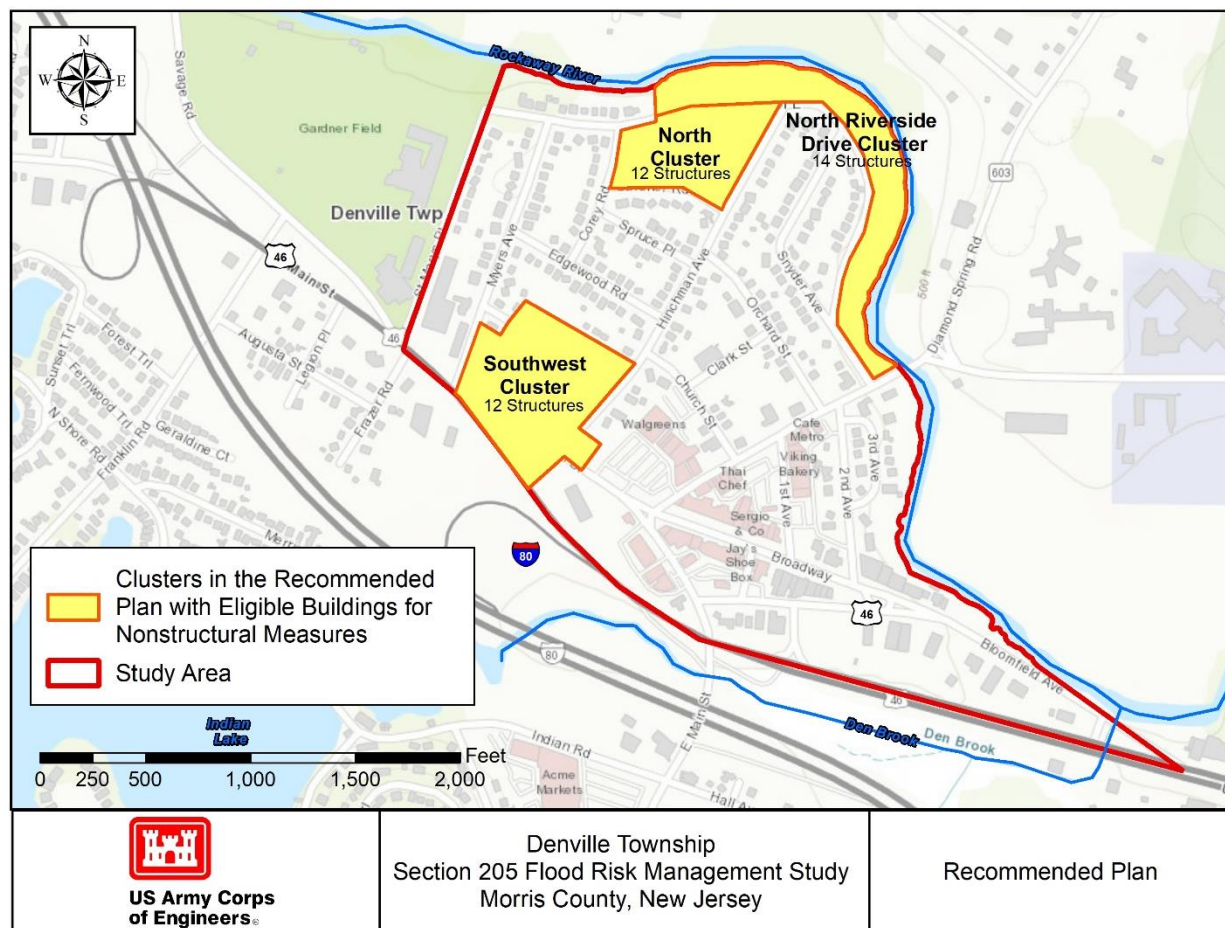 N
W
E
S
Savage Rd
Rockaway River
Gardner Field
North
Cluster
12 Structures
North Riverside
Drive Cluster
14 Structures
603
Denville Twp
46
Main St
Myers Ave
Corey Rd
Spruce Pl
Edgewood Rd
Hinchman Ave
Snyder Ave
Orchard St
Clark St
Church St
500 ft
Diamond Spring Rd
46
Sunset Trl
Forest Trl
Fernwood Trl
N Shore Rd
Franklin Rd
Geraldine Ct
Augusta St
Legion Pl
Frazer Rd
Southwest
Cluster
12 Structures
Walgreens
Cafe
Metro
Viking
Bakery
Thai
Chef
Sergio
& Co
Jay's
Shoe
Box
1st Ave
2nd Ave
3rd Ave
Broadway
46
Bloomfield Ave
80
80
46
E Main St
Den Brook
Den Brook
Indian Rd
Acme
Markets
Clusters in the Recommended
Plan with Eligible Buildings for
Nonstructural Measures
Study Area
Indian
Lake
Feet
0 250 500 1,000 1,500 2,000
US Army Corps
of Engineers®
Denville Township
Section 205 Flood Risk Management Study
Morris County, New Jersey
Recommended Plan